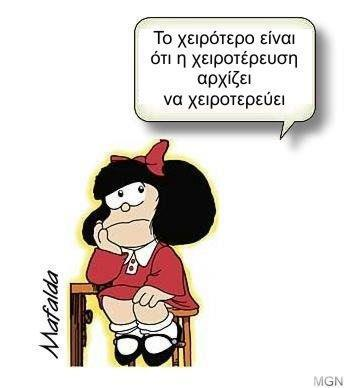 Το χειρότερο είναι
ότι η χειροτέρευση
αρχίζει
να χειροτερεύει
Mafalda
MGN